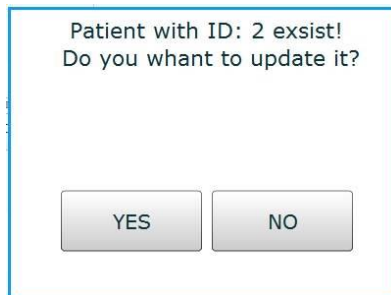 Patient with ID: 2 exsist!
Do you whant to update it?
YES NO